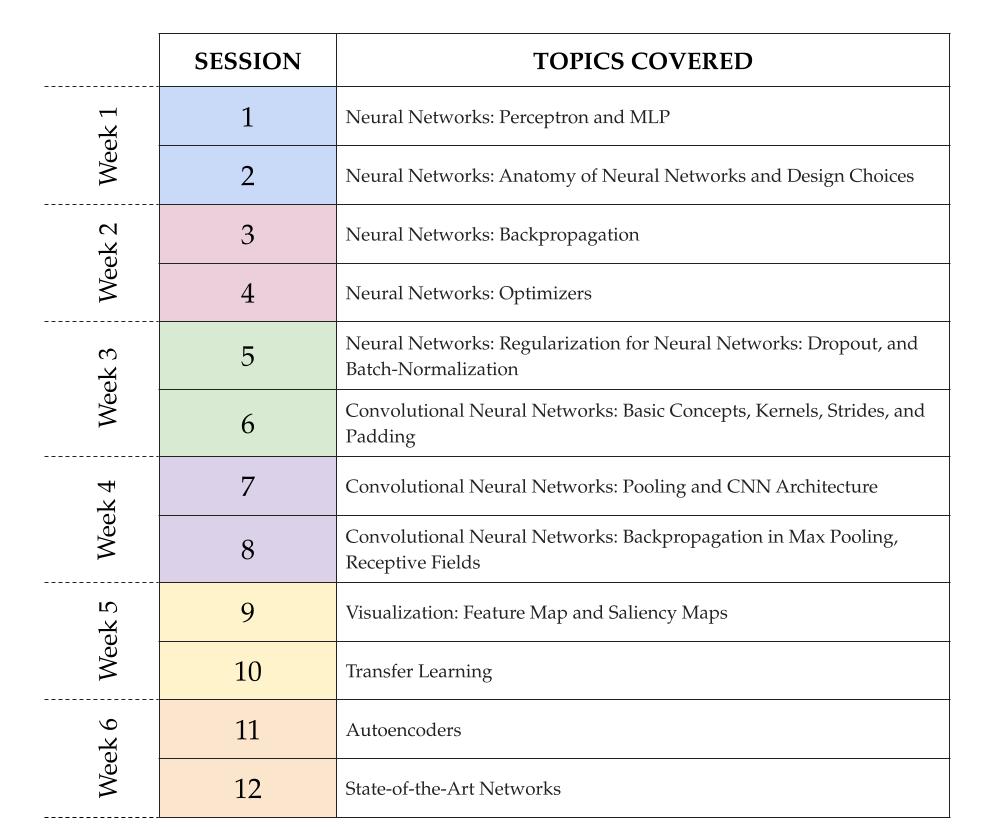 SESSION TOPICS COVERED
Week 1
1 Neural Networks: Perceptron and MLP
2 Neural Networks: Anatomy of Neural Networks and Design Choices
Week 2
3 Neural Networks: Backpropagation
4 Neural Networks: Optimizers
Week 3
5 Neural Networks: Regularization for Neural Networks: Dropout, and
Batch-Normalization
6 Convolutional Neural Networks: Basic Concepts, Kernels, Strides, and
Padding
Week 4
7 Convolutional Neural Networks: Pooling and CNN Architecture
8 Convolutional Neural Networks: Backpropagation in Max Pooling,
Receptive Fields
Week 5
9 Visualization: Feature Map and Saliency Maps
10 Transfer Learning
Week 6
11 Autoencoders
12 State-of-the-Art Networks